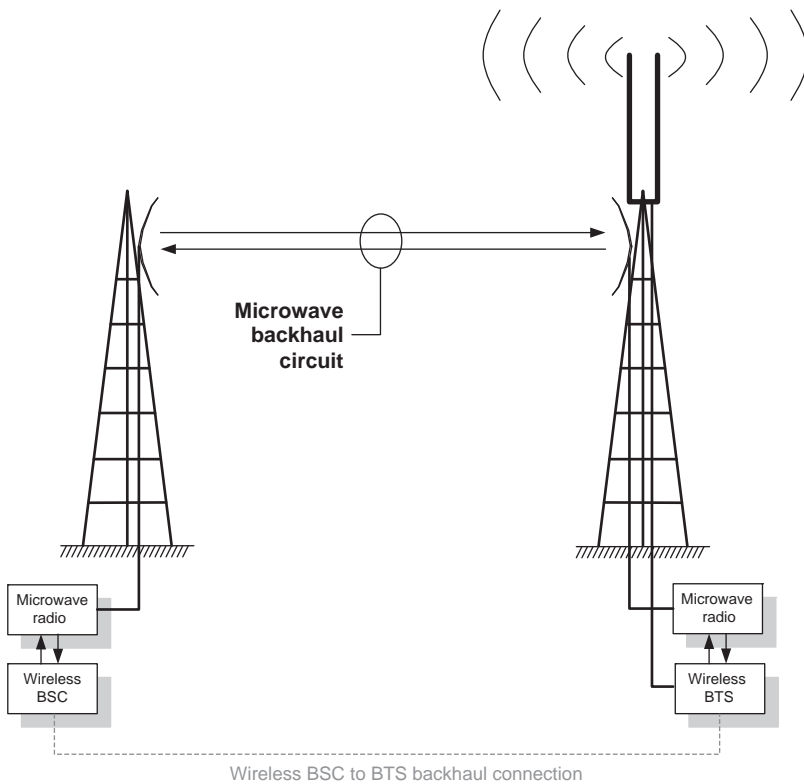 Microwave
backhaul
circuit
Microwave
radio
Wireless
BSC
Microwave
radio
Wireless
BTS
Wireless BSC to BTS backhaul connection